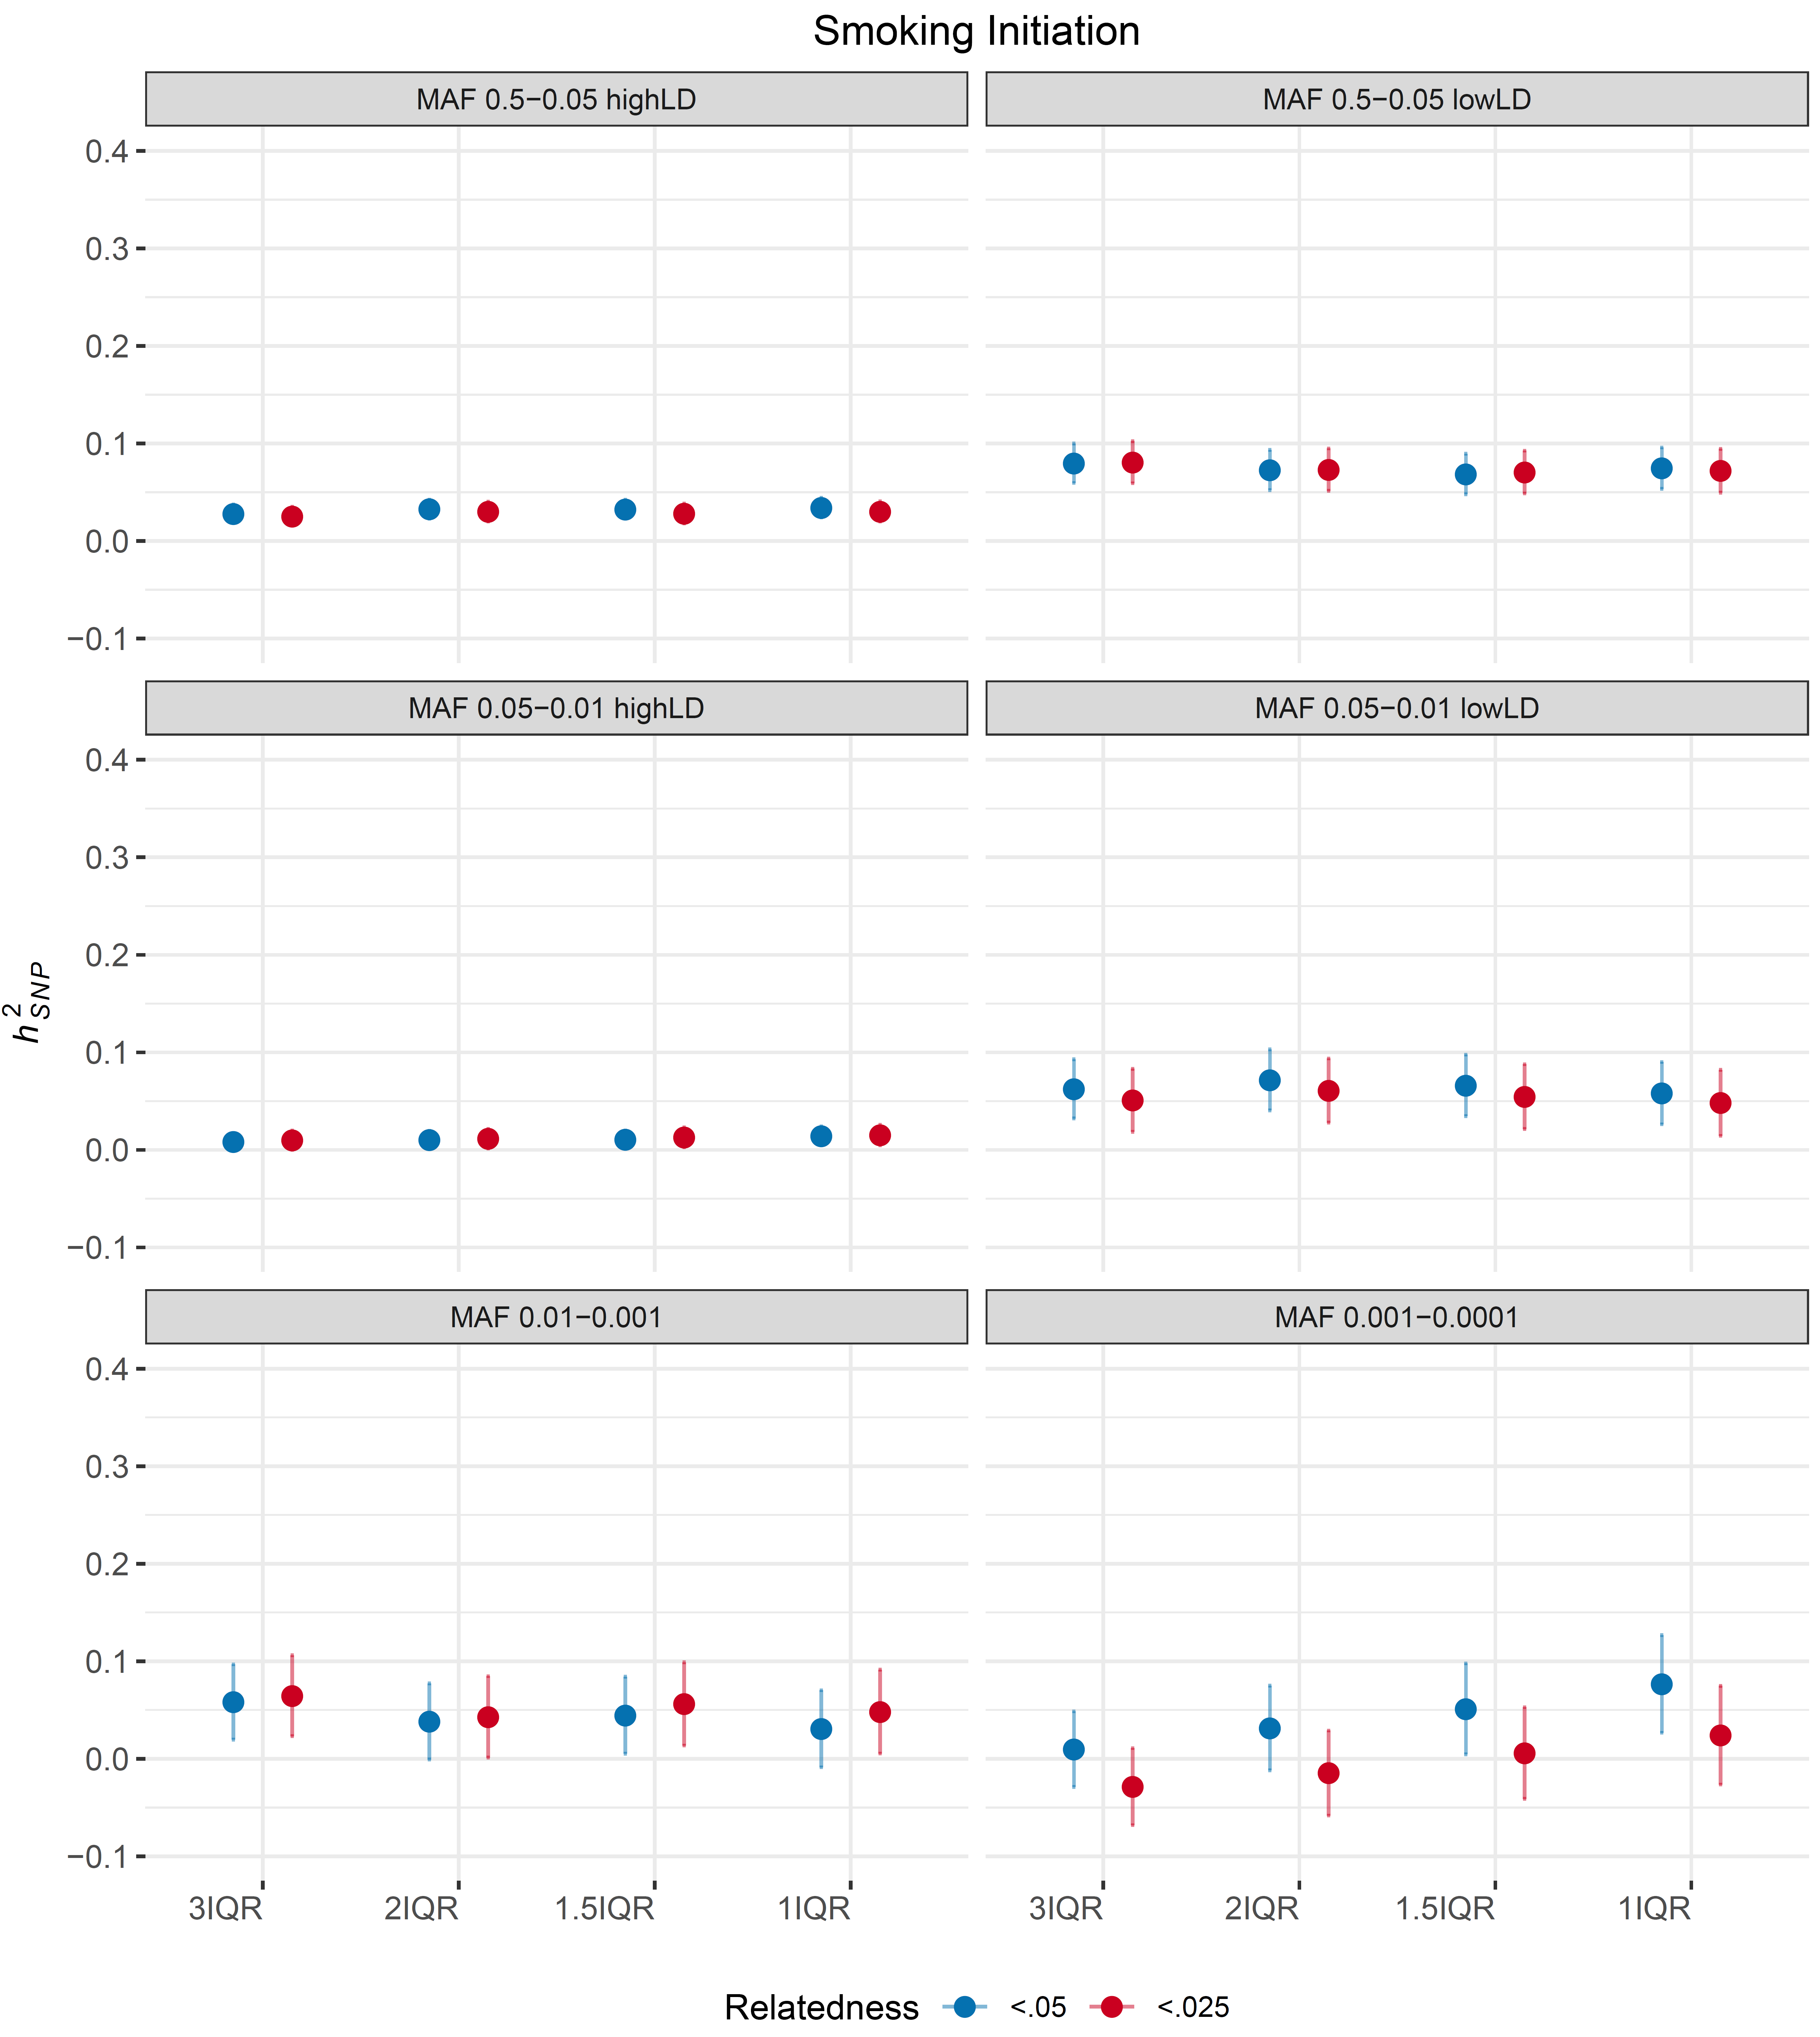 Smoking Initiation
MAF 0.5−0.05 highLD
MAF 0.5−0.05 lowLD
0.4
0.3
0.2
0.1
0.0
−0.1
MAF 0.05−0.01 highLD
MAF 0.05−0.01 lowLD
0.4
0.3
0.2
0.1
0.0
−0.1
h²SNP
MAF 0.01−0.001
MAF 0.001−0.0001
0.4
0.3
0.2
0.1
0.0
−0.1
3IQR 2IQR 1.5IQR 1IQR
3IQR 2IQR 1.5IQR 1IQR
Relatedness <.05 <.025